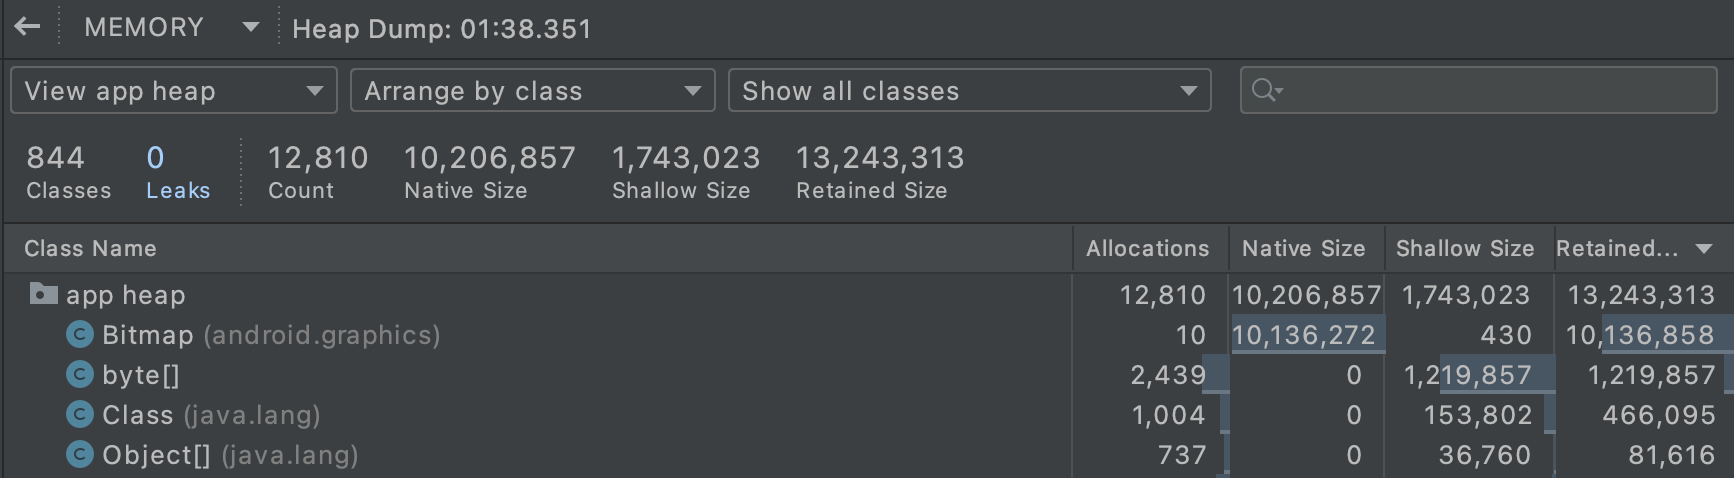 MEMORY Heap Dump: 01:38.351
View app heap Arrange by class Show all classes
844 0 12,810 10,206,857 1,743,023 13,243,313
Classes Leaks Count Native Size Shallow Size Retained Size
Class Name Allocations Native Size Shallow Size Retained...
app heap 12,810 10,206,857 1,743,023 13,243,313
C Bitmap (android.graphics) 10 10,136,272 430 10,136,858
C byte[] 2,439 0 1,219,857 1,219,857
C Class (java.lang) 1,004 0 153,802 466,095
C Object[] (java.lang) 737 0 36,760 81,616